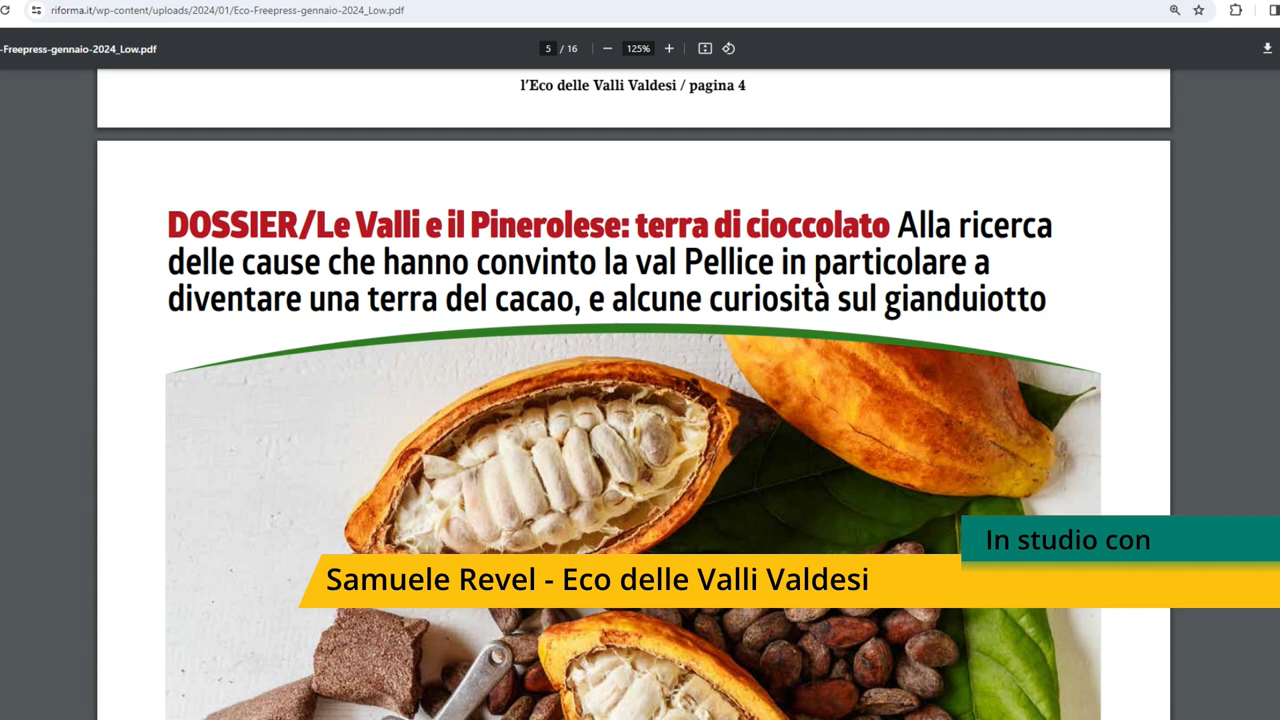 riforma.it/wp-content/uploads/2024/01/Eco-Freepress-gennaio-2024_Low.pdf
-Freepress-gennaio-2024_Low.pdf
5 / 16
125%
l'Eco delle Valli Valdesi / pagina 4
DOSSIER/Le Valli e il Pinerolese: terra di cioccolato Alla ricerca
delle cause che hanno convinto la val Pellice in particolare a
diventare una terra del cacao, e alcune curiosità sul gianduiotto
In studio con
Samuele Revel - Eco delle Valli Valdesi